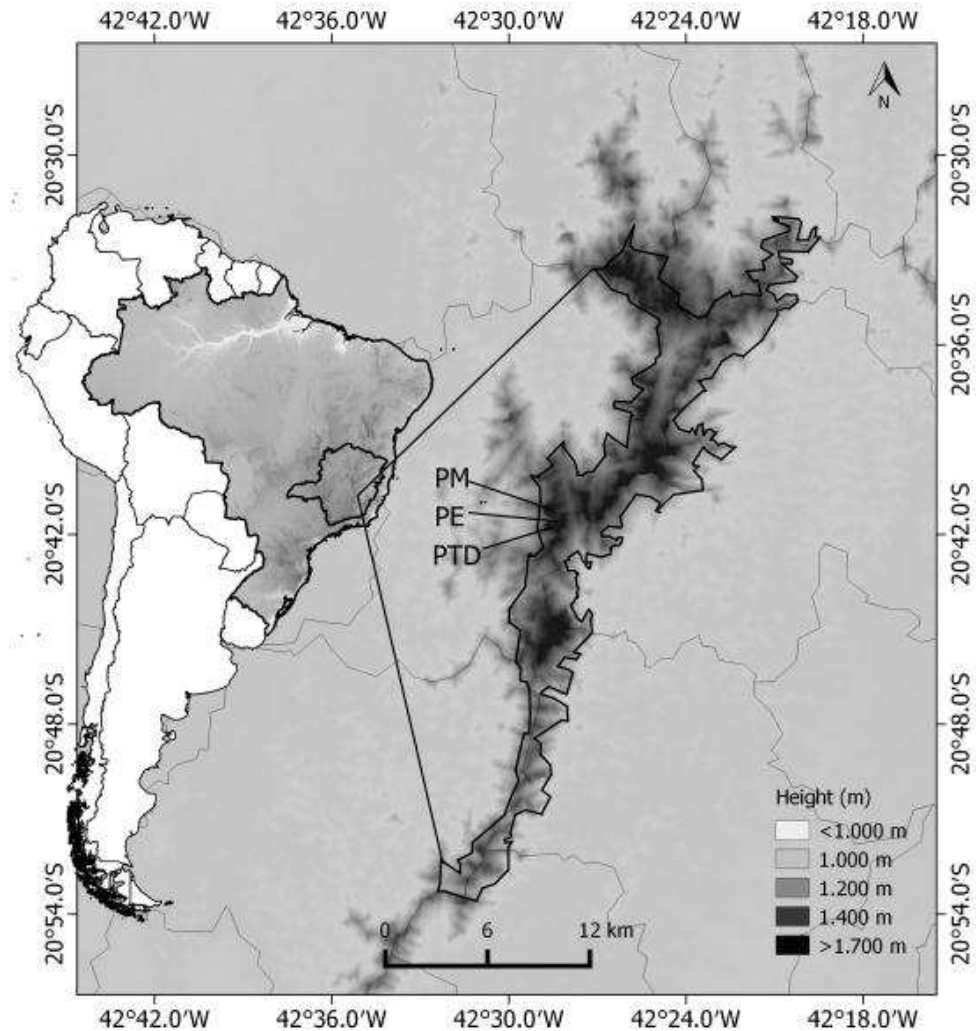 42°42.0'W 42°36.0'W 42°30.0'W 42°24.0'W 42°18.0'W
N
20°30.0'S 20°30.0'S
20°36.0'S 20°36.0'S
PM
PE
PTD
20°42.0'S 20°42.0'S
20°48.0'S 20°48.0'S
Height (m)
<1.000 m
1.000 m
1.200 m
1.400 m
>1.700 m
20°54.0'S 20°54.0'S
0 6 12 km
42°42.0'W 42°36.0'W 42°30.0'W 42°24.0'W 42°18.0'W